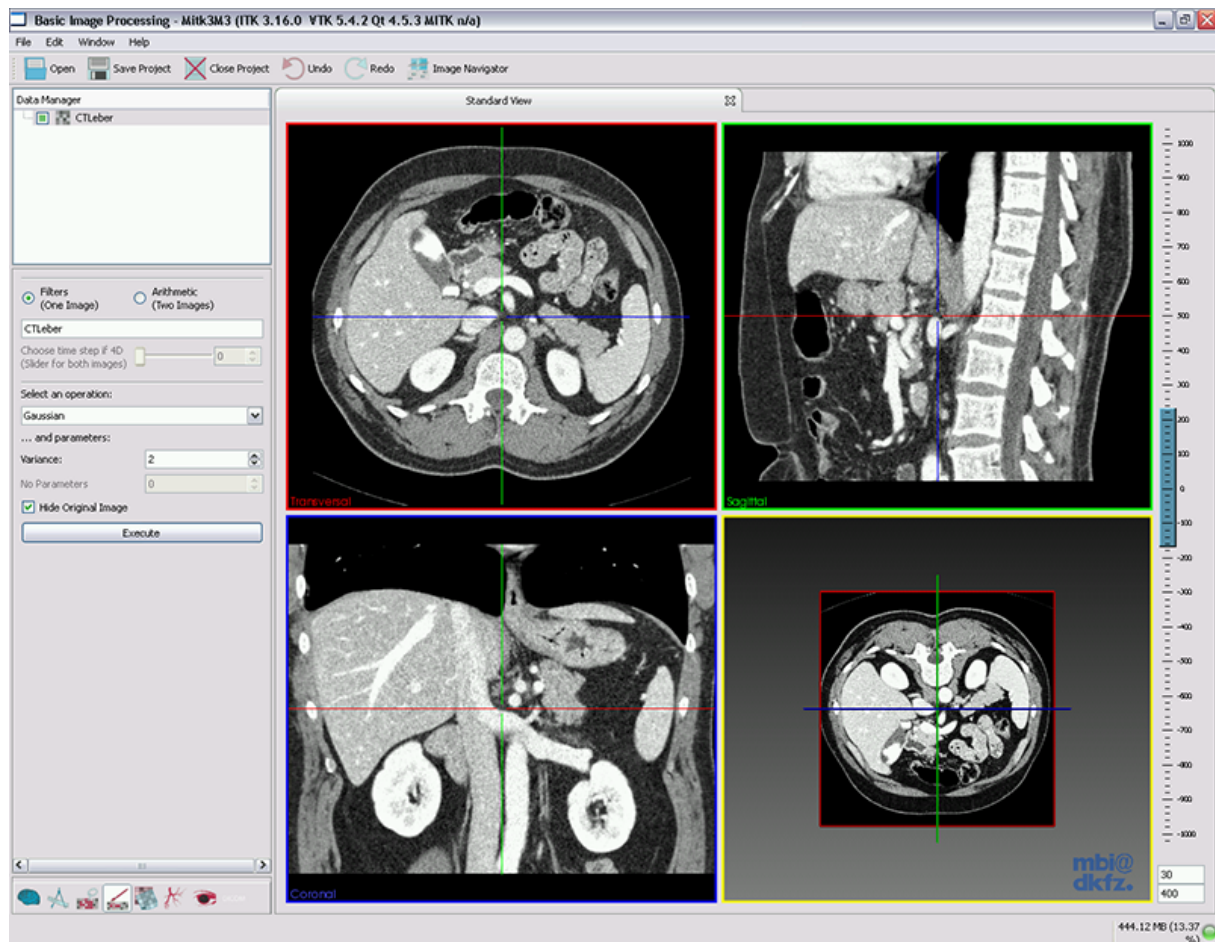 Basic Image Processing - Mitk3M3 (ITK 3.16.0 VTK 5.4.2 Qt 4.5.3 MITK n/a)
File Edit Window Help
Open Save Project Close Project Undo Redo Image Navigator
Data Manager
CTLeber
Filters
(One Image)
Arithmetic
(Two Images)
CTLeber
Choose time step if 4D
(Slider for both images)
0
Select an operation:
Gaussian
... and parameters:
Variance: 2
No Parameters 0
Hide Original Image
Execute
Standard View
Transversal
Sagittal
Coronal
mbi@
dkfz.
1000
900
800
700
600
500
400
300
200
100
0
-100
-200
-300
-400
-500
-600
-700
-800
-900
-1000
30
400
444.12 MB (13.37
%)